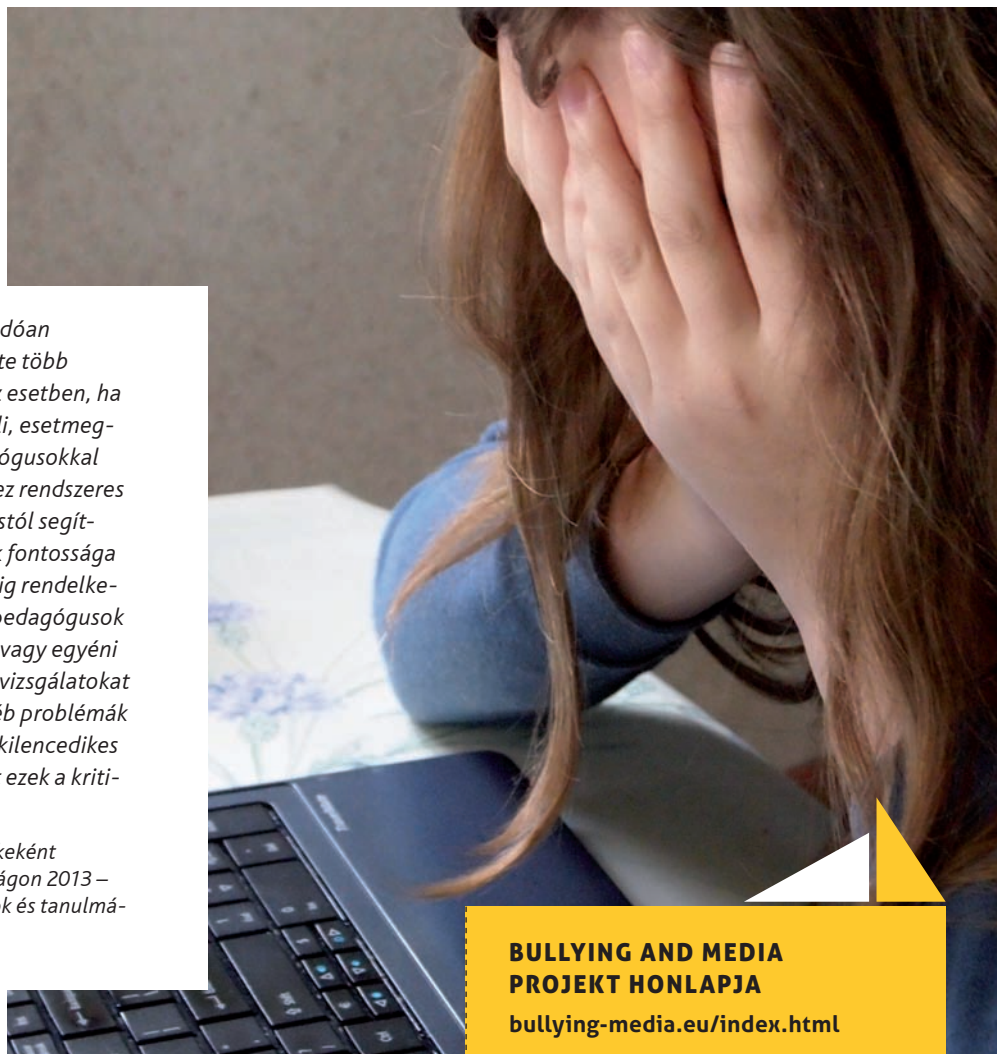 dóan
te több
esetben, ha
li, esetmeg-
ógusokkal
ez rendszeres
stól segít-
k fontossága
ig rendelke-
pedagógusok
vagy egyéni
vizsgálatokat
éb problémák
kilencedikes
ezek a kriti-
keként
ágon 2013 –
ok és tanulmá-
BULLYING AND MEDIA
PROJEKT HONLAPJA
bullying-media.eu/index.html